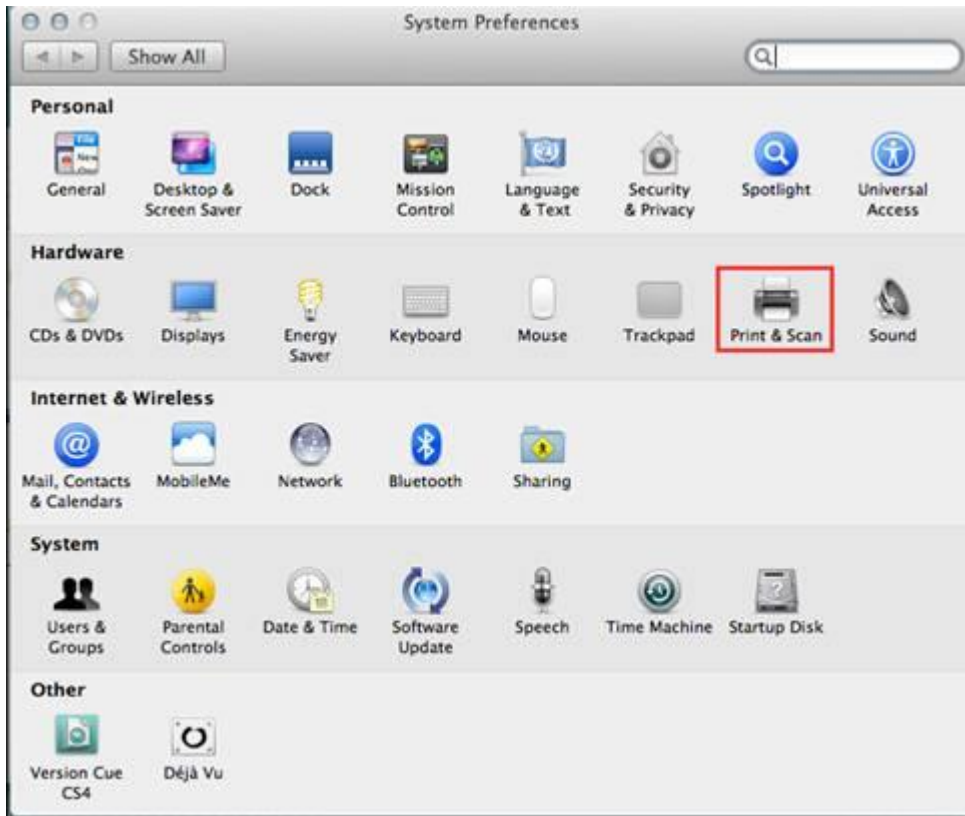 System Preferences
Show All
Personal
General
Desktop &
Screen Saver
Dock
Mission
Control
Language
& Text
Security
& Privacy
Spotlight
Universal
Access
Hardware
CDs & DVDs
Displays
Energy
Saver
Keyboard
Mouse
Trackpad
Print & Scan
Sound
Internet & Wireless
Mail, Contacts
& Calendars
MobileMe
Network
Bluetooth
Sharing
System
Users &
Groups
Parental
Controls
Date & Time
Software
Update
Speech
Time Machine
Startup Disk
Other
Version Cue
CS4
Déjà Vu